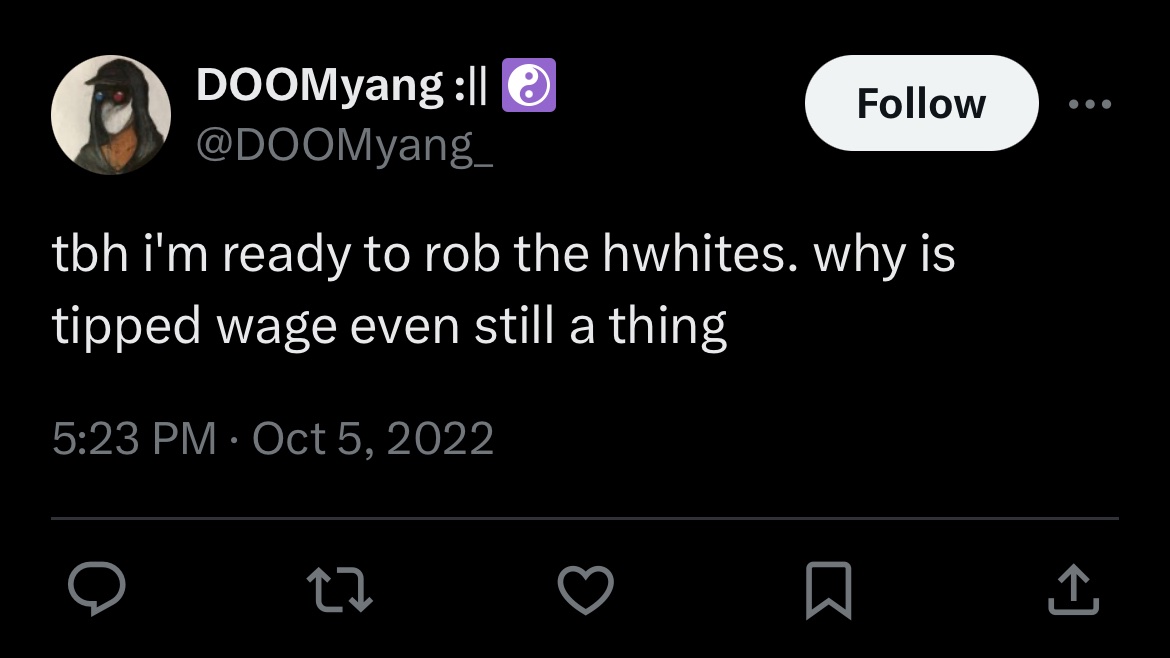 DOOMyang :|| ☯️
Follow
@DOOMyang_
tbh i'm ready to rob the hwhites. why is
tipped wage even still a thing
5:23 PM · Oct 5, 2022